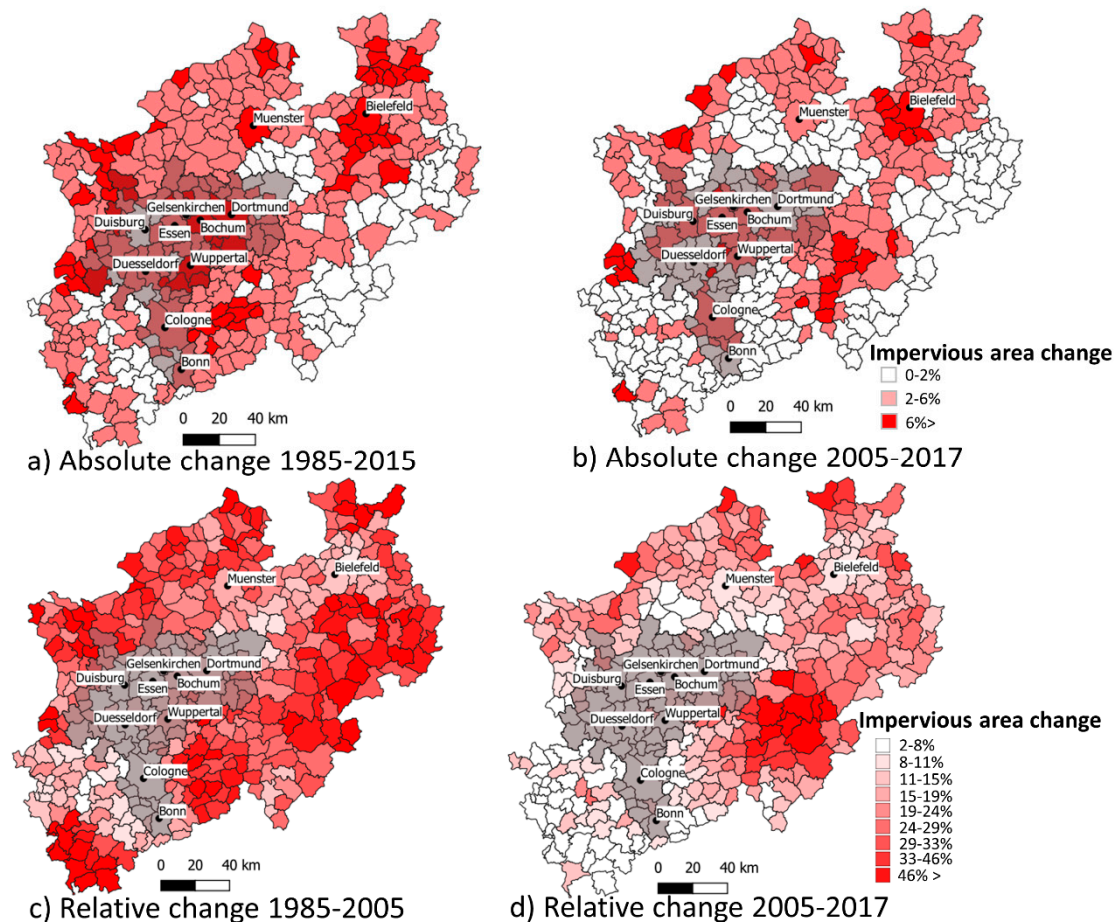 Muenster
Bielefeld
Gelsenkirchen
Dortmund
Duisburg
Essen
Bochum
Duesseldorf
Wuppertal
Cologne
Bonn
0 20 40 km
a) Absolute change 1985-2015
Muenster
Bielefeld
Gelsenkirchen
Dortmund
Duisburg
Essen
Bochum
Duesseldorf
Wuppertal
Cologne
Bonn
0 20 40 km
Impervious area change
0-2%
2-6%
6%>
b) Absolute change 2005-2017
Muenster
Bielefeld
Gelsenkirchen
Dortmund
Duisburg
Essen
Bochum
Duesseldorf
Wuppertal
Cologne
Bonn
0 20 40 km
c) Relative change 1985-2005
Muenster
Bielefeld
Gelsenkirchen
Dortmund
Duisburg
Essen
Bochum
Duesseldorf
Wuppertal
Cologne
Bonn
0 20 40 km
Impervious area change
2-8%
8-11%
11-15%
15-19%
19-24%
24-29%
29-33%
33-46%
46% >
d) Relative change 2005-2017